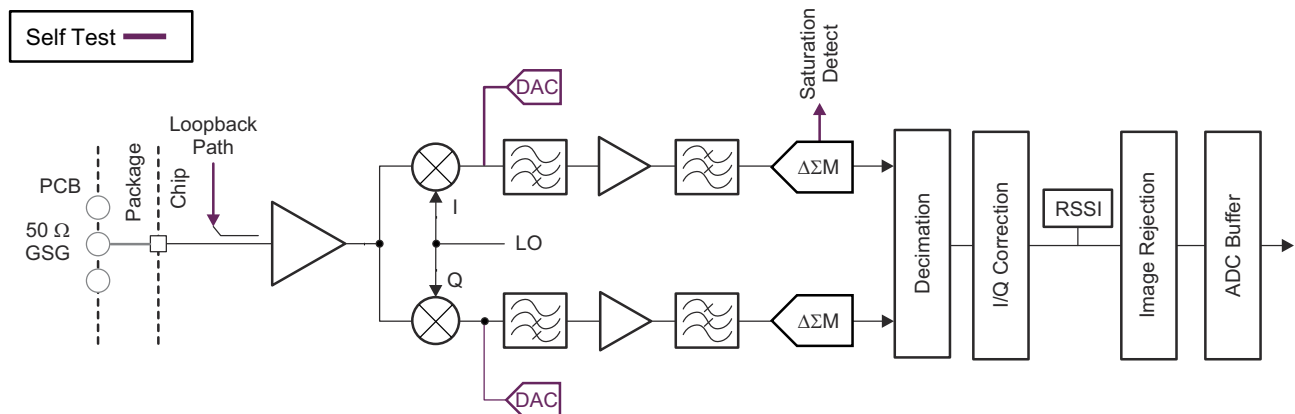 Self Test
DAC
Saturation
Detect
Loopback
Path
PCB
Package
Chip
50 Ω
GSG
I
LO
Q
ΔΣM
Decimation
I/Q Correction
RSSI
Image Rejection
ADC Buffer
ΔΣM
DAC